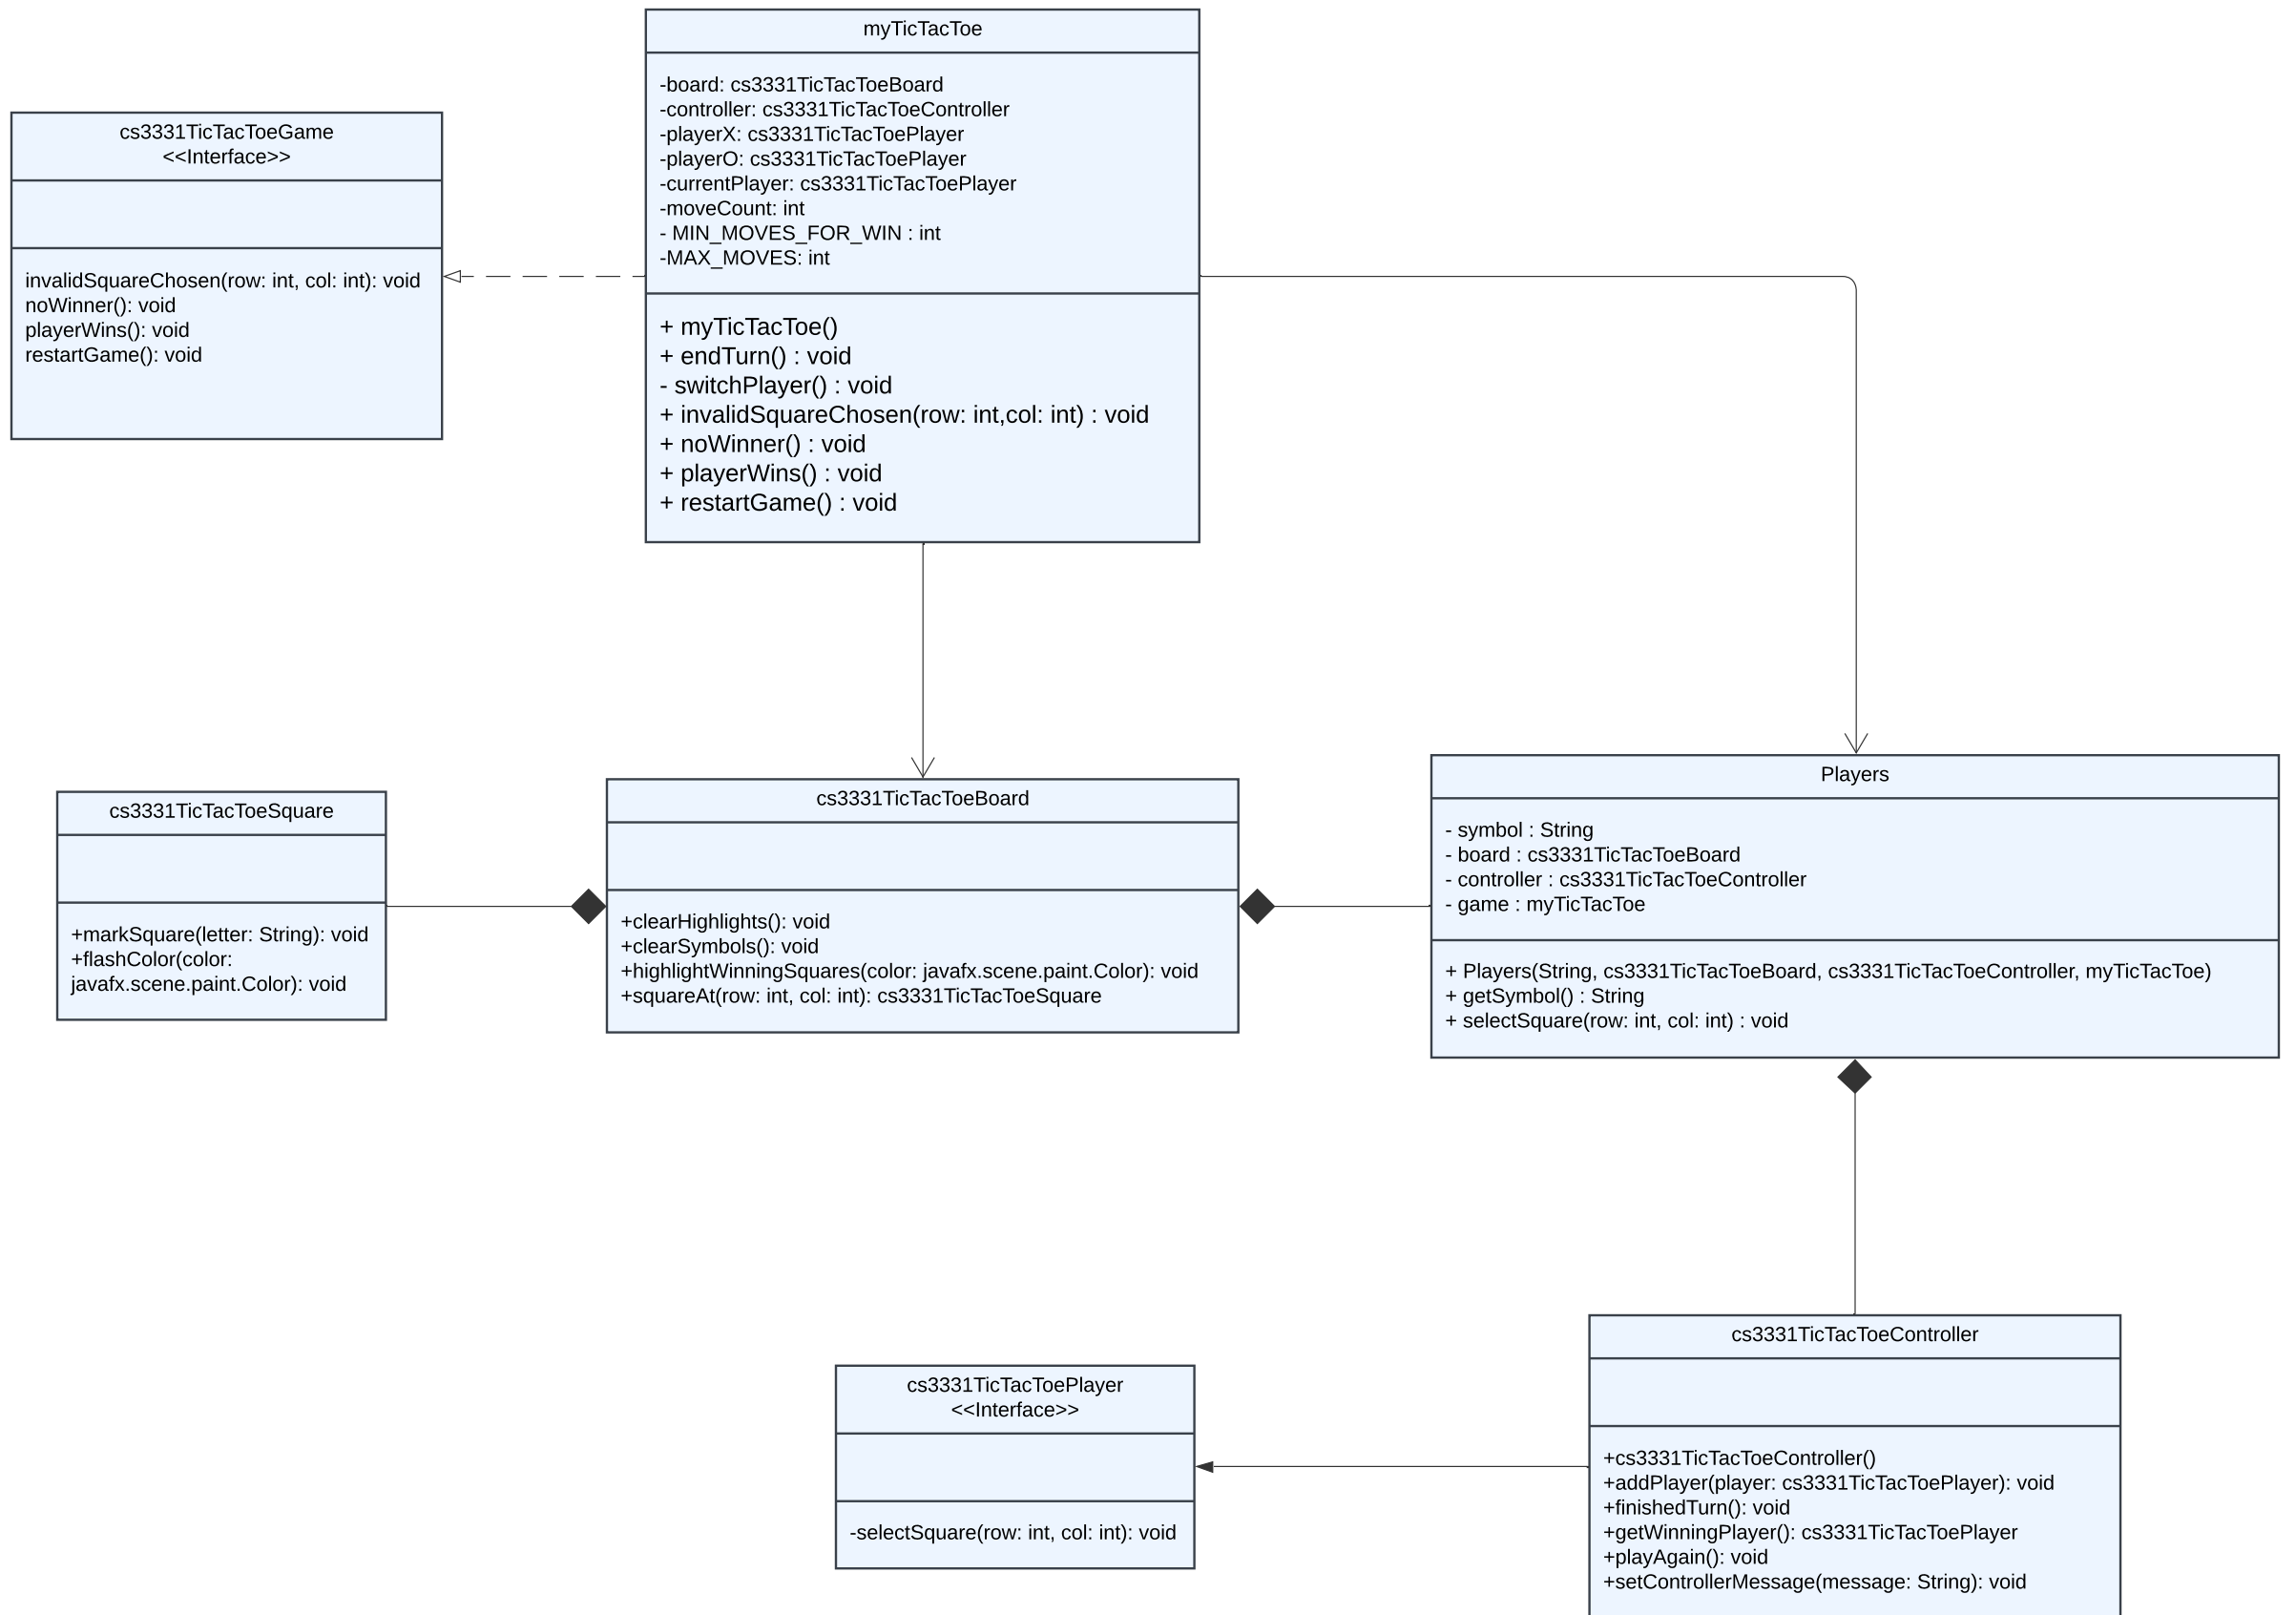 myTicTacToe
-board: cs3331TicTacToeBoard
-controller: cs3331TicTacToeController
-playerX: cs3331TicTacToePlayer
-playerO: cs3331TicTacToePlayer
-currentPlayer: cs3331TicTacToePlayer
-moveCount: int
- MIN_MOVES_FOR_WIN : int
-MAX_MOVES: int
+ myTicTacToe()
+ endTurn() : void
- switchPlayer() : void
+ invalidSquareChosen(row: int,col: int) : void
+ noWinner() : void
+ playerWins() : void
+ restartGame() : void
cs3331TicTacToeGame
<<Interface>>
invalidSquareChosen(row: int, col: int): void
noWinner(): void
playerWins(): void
restartGame(): void
cs3331TicTacToeSquare
+markSquare(letter: String): void
+flashColor(color:
javafx.scene.paint.Color): void
cs3331TicTacToeBoard
+clearHighlights(): void
+clearSymbols(): void
+highlightWinningSquares(color: javafx.scene.paint.Color): void
+squareAt(row: int, col: int): cs3331TicTacToeSquare
Players
- symbol : String
- board : cs3331TicTacToeBoard
- controller : cs3331TicTacToeController
- game : myTicTacToe
+ Players(String, cs3331TicTacToeBoard, cs3331TicTacToeController, myTicTacToe)
+ getSymbol() : String
+ selectSquare(row: int, col: int) : void
cs3331TicTacToePlayer
<<Interface>>
-selectSquare(row: int, col: int): void
cs3331TicTacToeController
+cs3331TicTacToeController()
+addPlayer(player: cs3331TicTacToePlayer): void
+finishedTurn(): void
+getWinningPlayer(): cs3331TicTacToePlayer
+playAgain(): void
+setControllerMessage(message: String): void